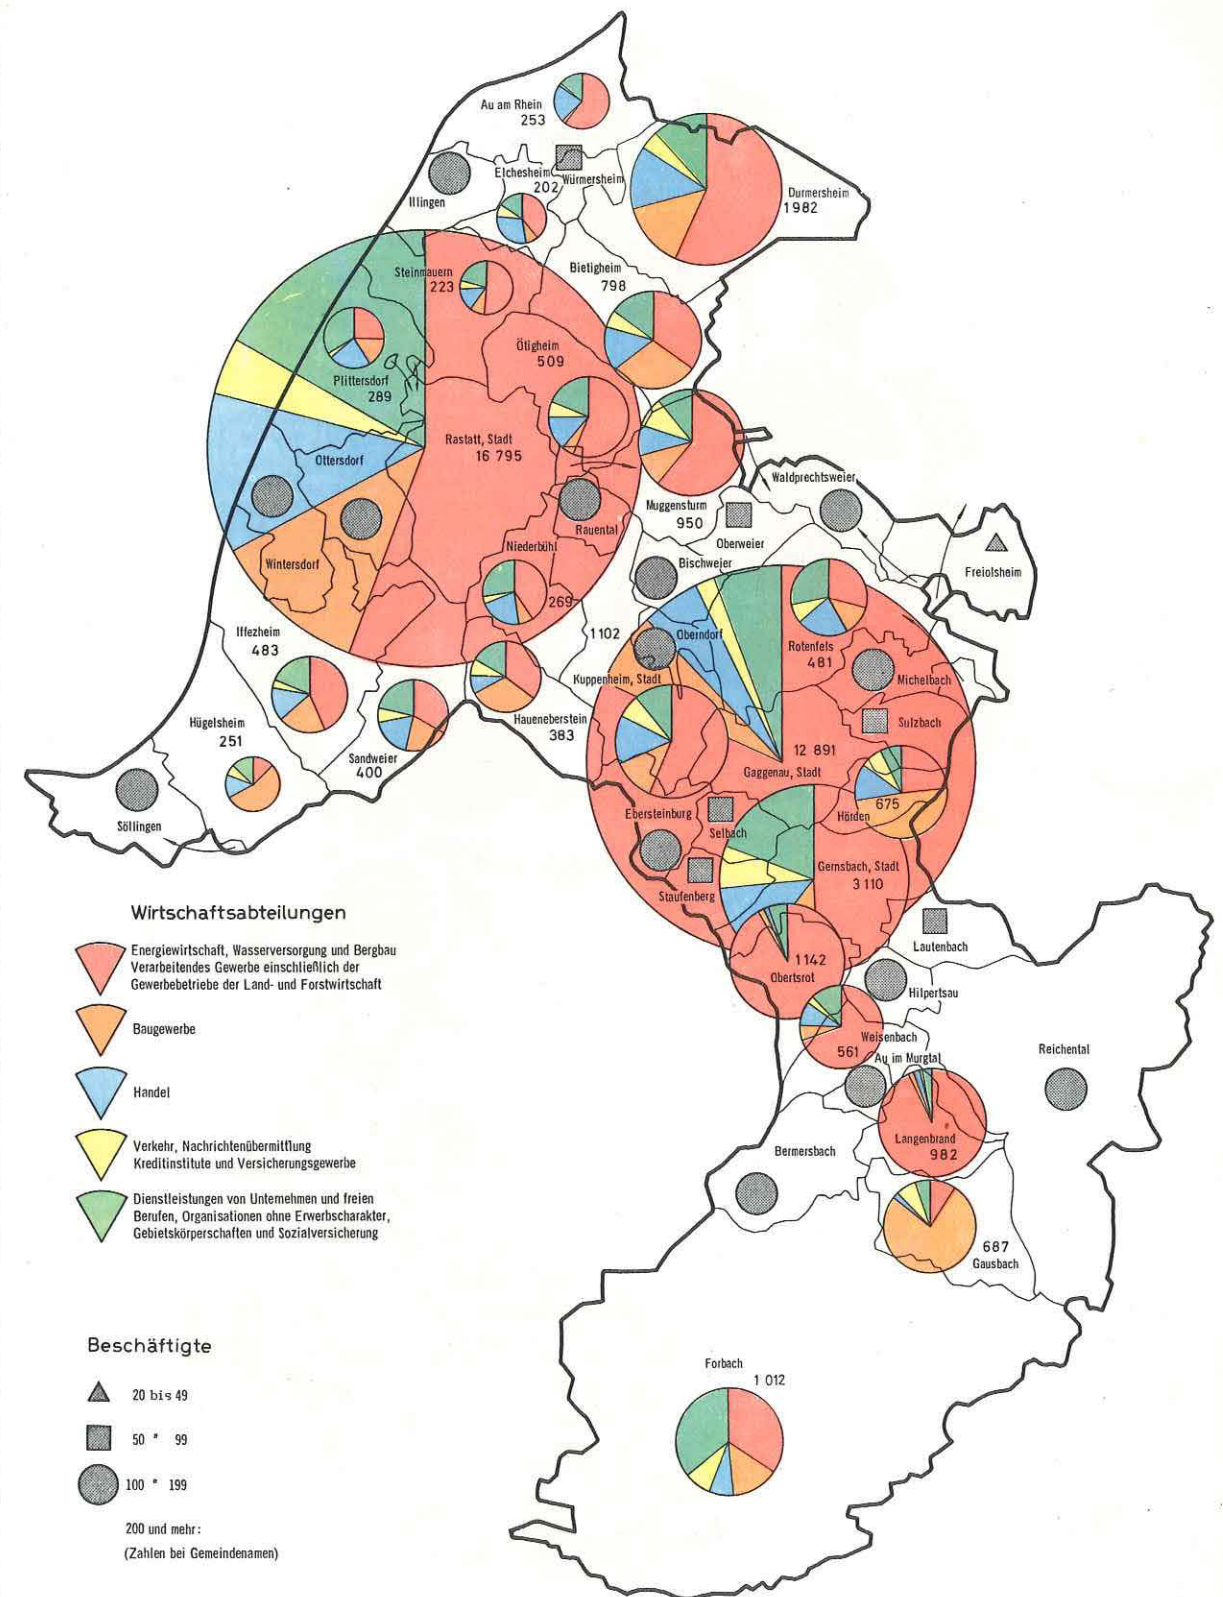 Au am Rhein
253
Elchesheim
202
Würmersheim
Illingen
Durmersheim
1982
Steinmauern
223
Bietigheim
798
Ötigheim
509
Plittersdorf
289
Rastatt, Stadt
16 795
Ottersdorf
Waldprechtsweier
Muggensturm
950
Oberweier
Rauental
Niederbühl
269
Wintersdorf
Bischweier
Freiolsheim
Iffezheim
483
1102
Kuppenheim, Stadt
Oberndorf
Rotenfels
481
Michelbach
Hügelsheim
251
Sandweier
400
Haueneberstein
383
Sulzbach
12 891
Gaggenau, Stadt
Söllingen
Ebersteinburg
Selbach
Hörden
675
Staufenberg
Gernsbach, Stadt
3 110
Lautenbach
1142
Obertsrot
Hilpertsau
Weisenbach
561
Au im Murgtal
Reichental
Langenbrand
982
Bermersbach
687
Gausbach
Forbach
1 012
Wirtschaftsabteilungen
Energiewirtschaft, Wasserversorgung und Bergbau
Verarbeitendes Gewerbe einschließlich der
Gewerbebetriebe der Land- und Forstwirtschaft
Baugewerbe
Handel
Verkehr, Nachrichtenübermittlung
Kreditinstitute und Versicherungsgewerbe
Dienstleistungen von Unternehmen und freien
Berufen, Organisationen ohne Erwerbscharakter,
Gebietskörperschaften und Sozialversicherung
Beschäftigte
20 bis 49
50 " 99
100 " 199
200 und mehr:
(Zahlen bei Gemeindenamen)